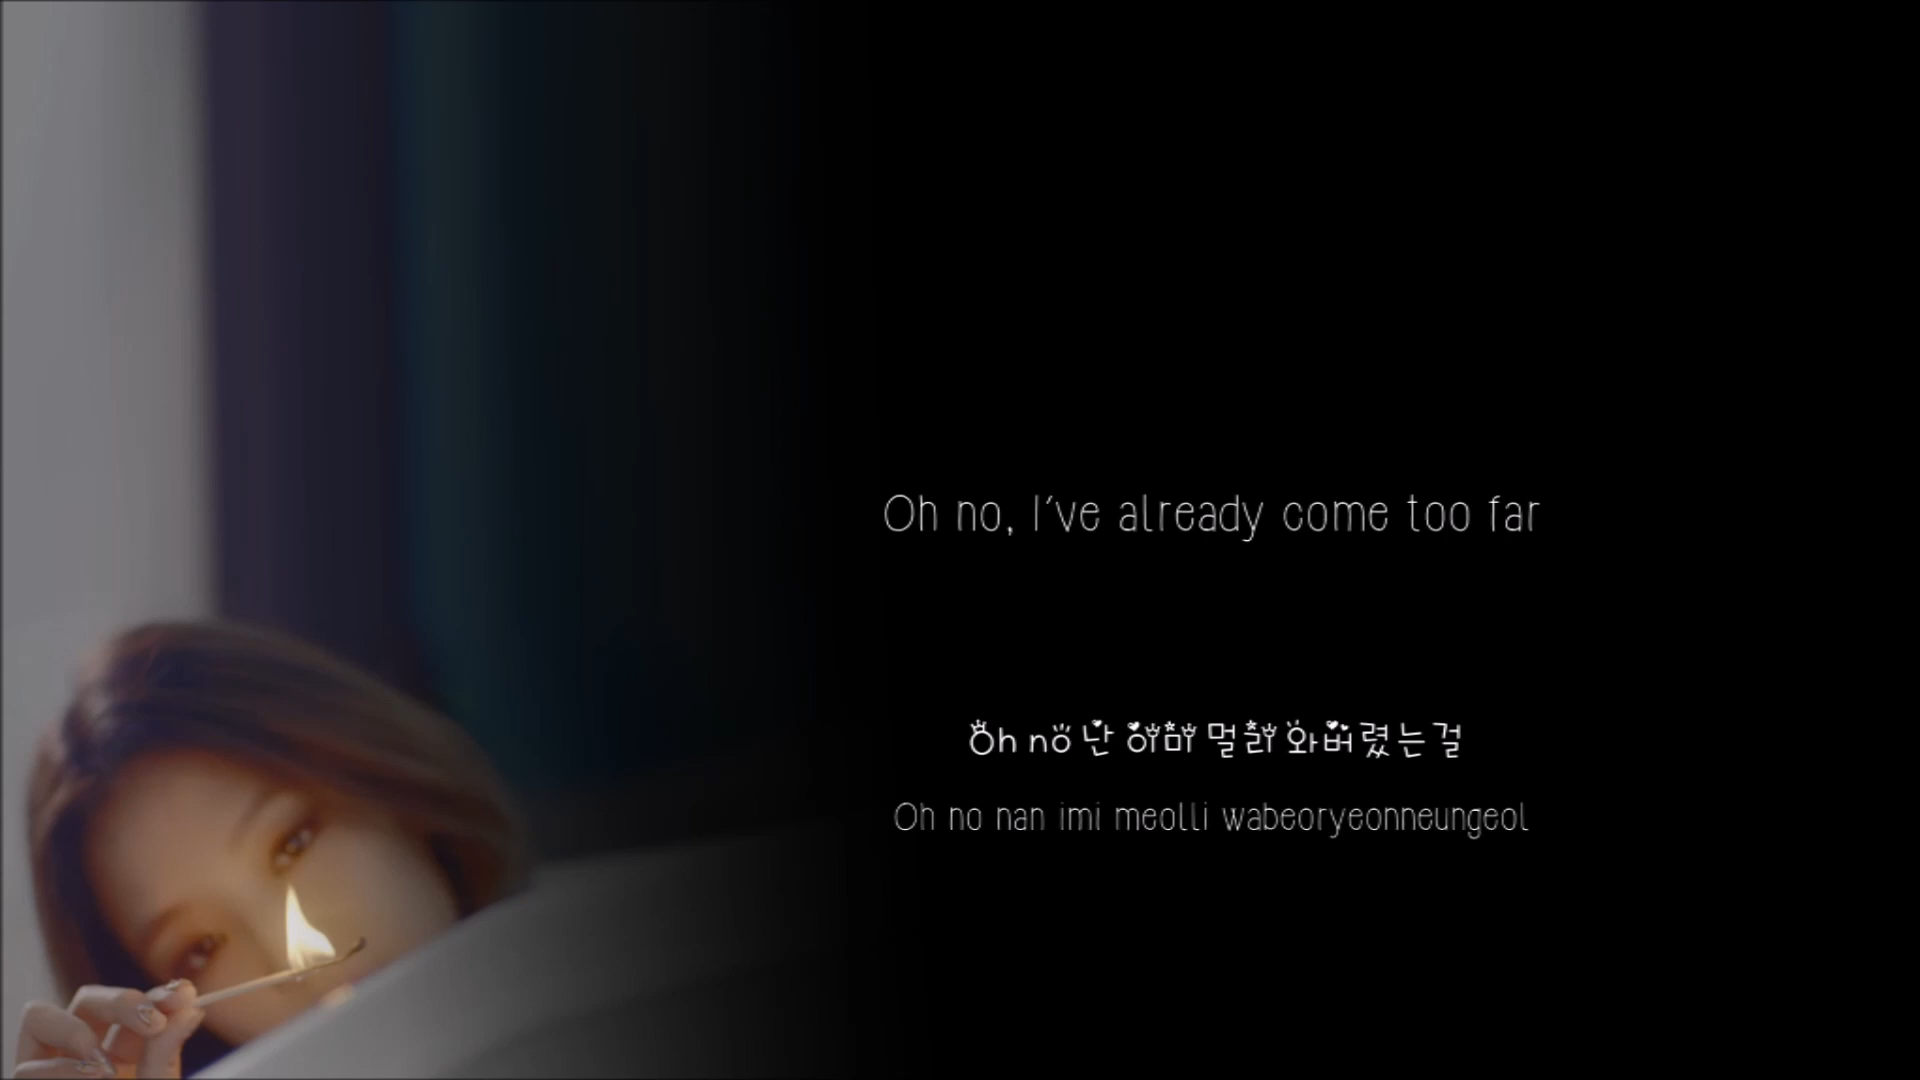 Oh no, I've already come too far
Oh no 난 이미 멀리 와버렸는걸
Oh no nan imi meolli wabeoryeonneungeol